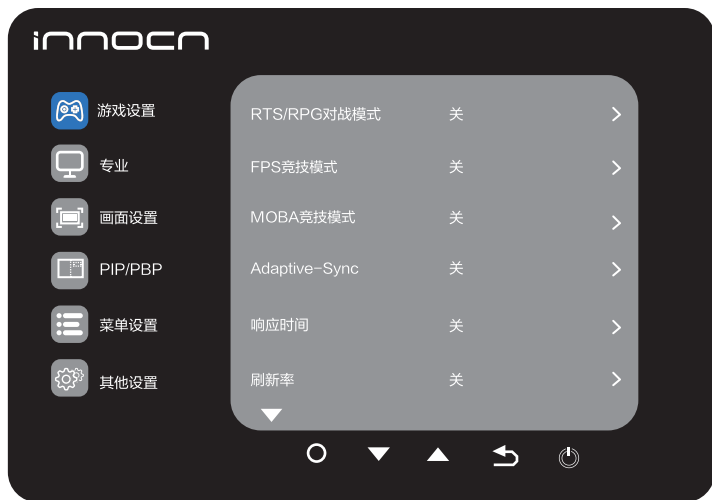 innocn
游戏设置
专业
画面设置
PIP/PBP
菜单设置
其他设置
RTS/RPG对战模式 关
FPS竞技模式 关
MOBA竞技模式 关
Adaptive-Sync 关
响应时间 关
刷新率 关